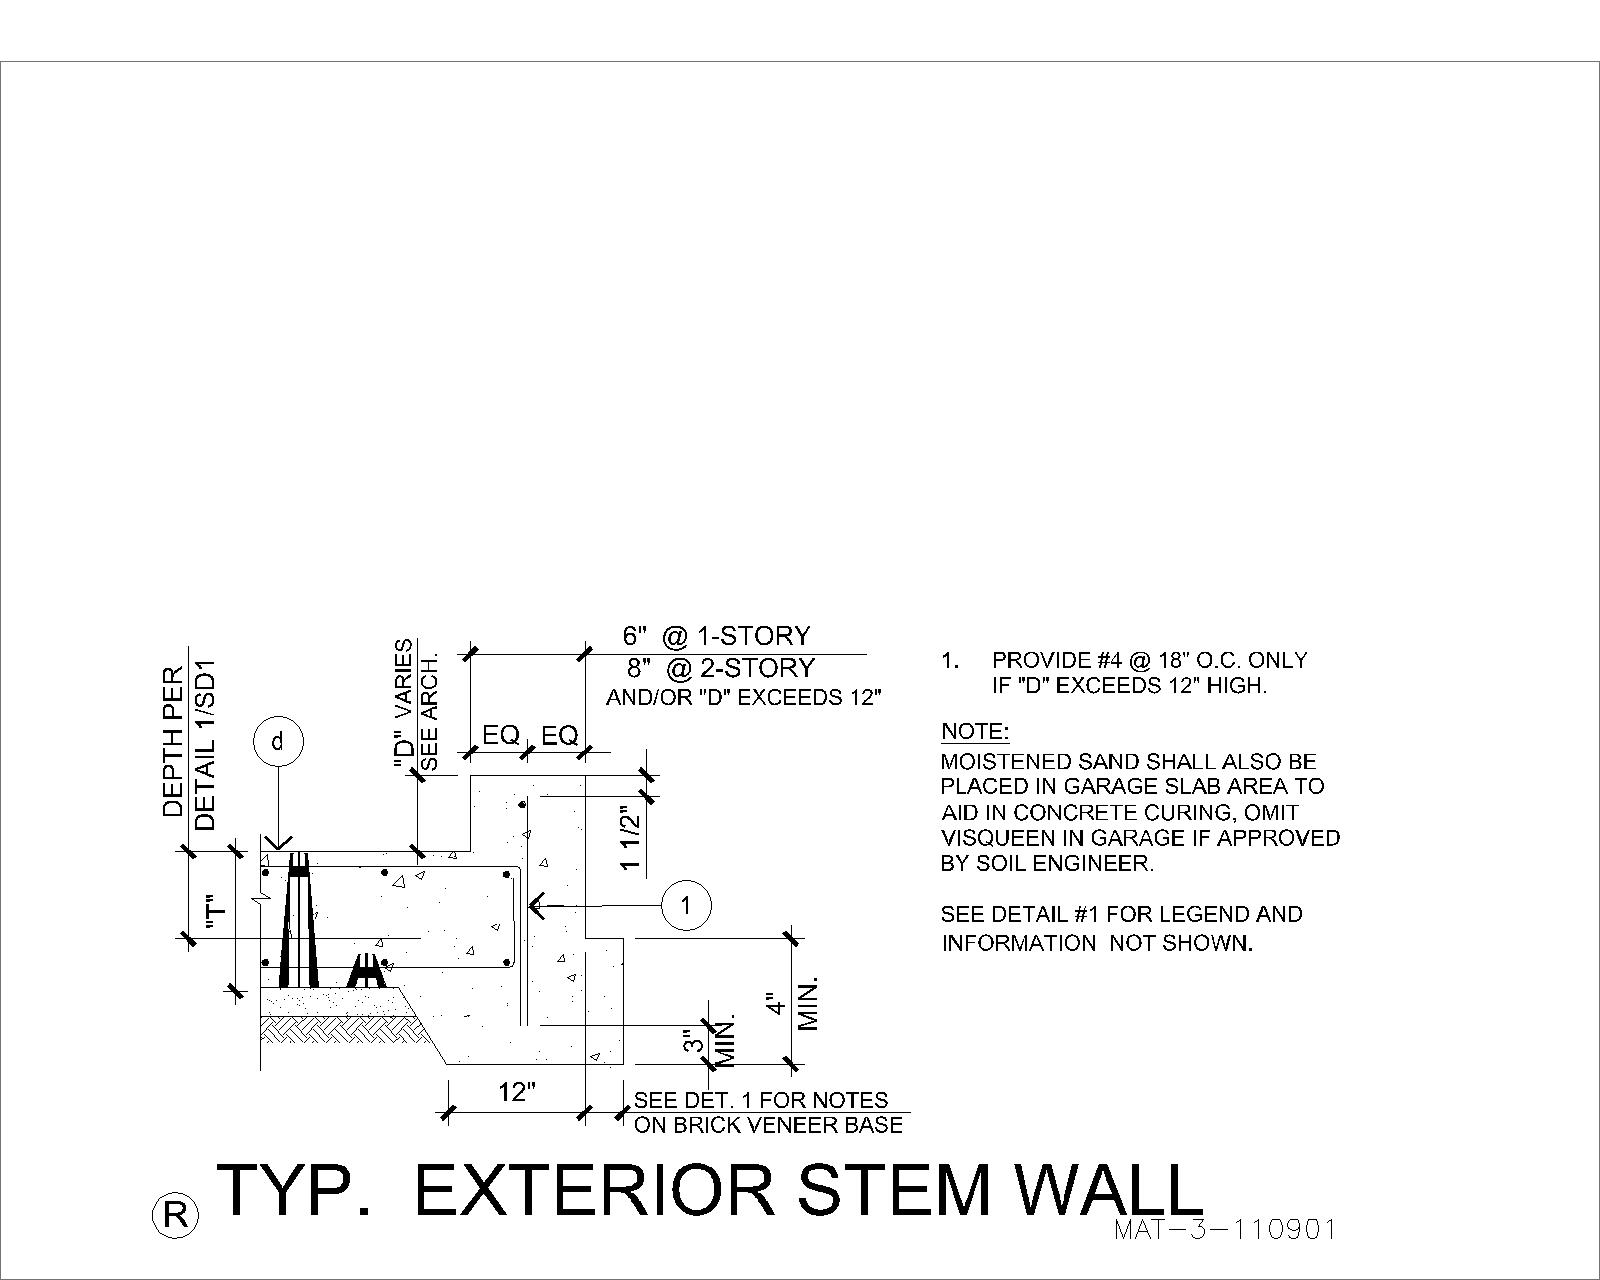 6" @ 1-STORY
8" @ 2-STORY
AND/OR "D" EXCEEDS 12"
"D" VARIES
SEE ARCH.
DEPTH PER
DETAIL 1/SD1
d
EQ EQ
1 1/2"
"T"
1
4"
MIN.
3"
MIN.
12"
SEE DET. 1 FOR NOTES
ON BRICK VENEER BASE
1. PROVIDE #4 @ 18" O.C. ONLY
IF "D" EXCEEDS 12" HIGH.
NOTE:
MOISTENED SAND SHALL ALSO BE
PLACED IN GARAGE SLAB AREA TO
AID IN CONCRETE CURING, OMIT
VISQUEEN IN GARAGE IF APPROVED
BY SOIL ENGINEER.
SEE DETAIL #1 FOR LEGEND AND
INFORMATION NOT SHOWN.
R TYP. EXTERIOR STEM WALL
MAT-3-110901